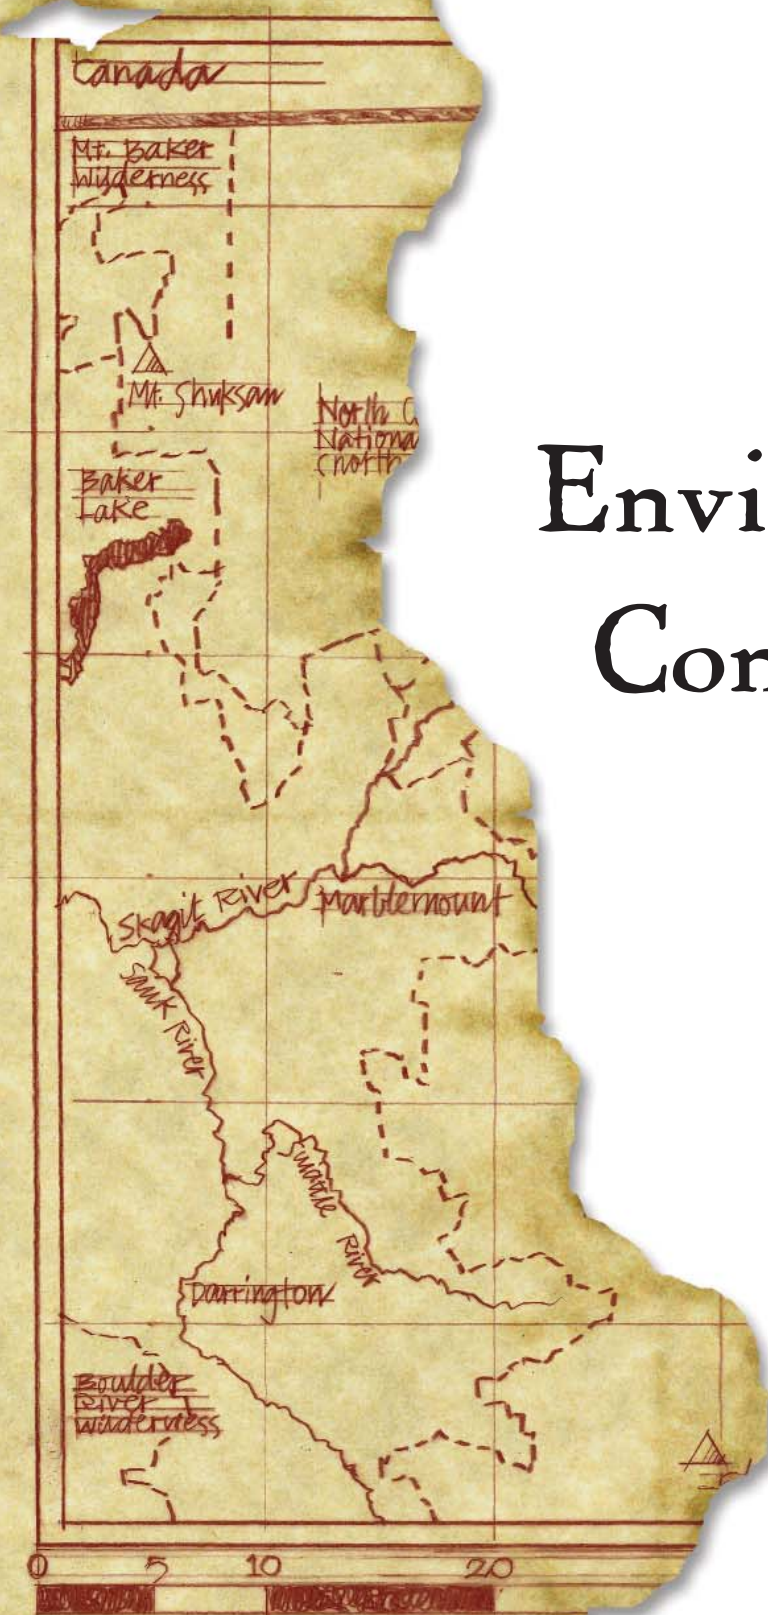 Canada
Mt. Baker
Wilderness
Mt. Shuksan
North C
Nationa
(north
Baker
Lake
Envi
Con
Skagit River
Marblemount
Sauk River
Suiattle River
Darrington
Boulder
River
Wilderness
0 5 10 20